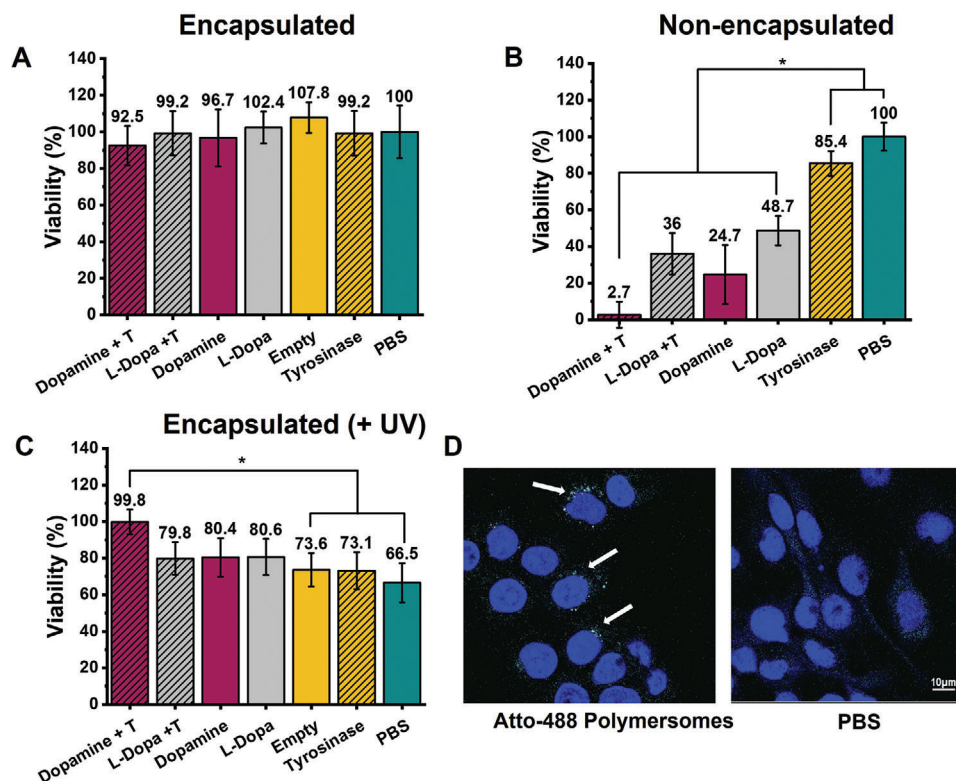 Encapsulated
A
Viability (%)
140
120
100
80
60
40
20
0
92.5
99.2
96.7
102.4
107.8
99.2
100
Dopamine + T
L-Dopa +T
Dopamine
L-Dopa
Empty
Tyrosinase
PBS
Non-encapsulated
B
Viability (%)
140
120
100
80
60
40
20
0
*
2.7
36
24.7
48.7
85.4
100
Dopamine + T
L-Dopa +T
Dopamine
L-Dopa
Tyrosinase
PBS
Encapsulated (+ UV)
C
Viability (%)
140
120
100
80
60
40
20
0
*
99.8
79.8
80.4
80.6
73.6
73.1
66.5
Dopamine + T
L-Dopa +T
Dopamine
L-Dopa
Empty
Tyrosinase
PBS
D
10μm
Atto-488 Polymersomes
PBS